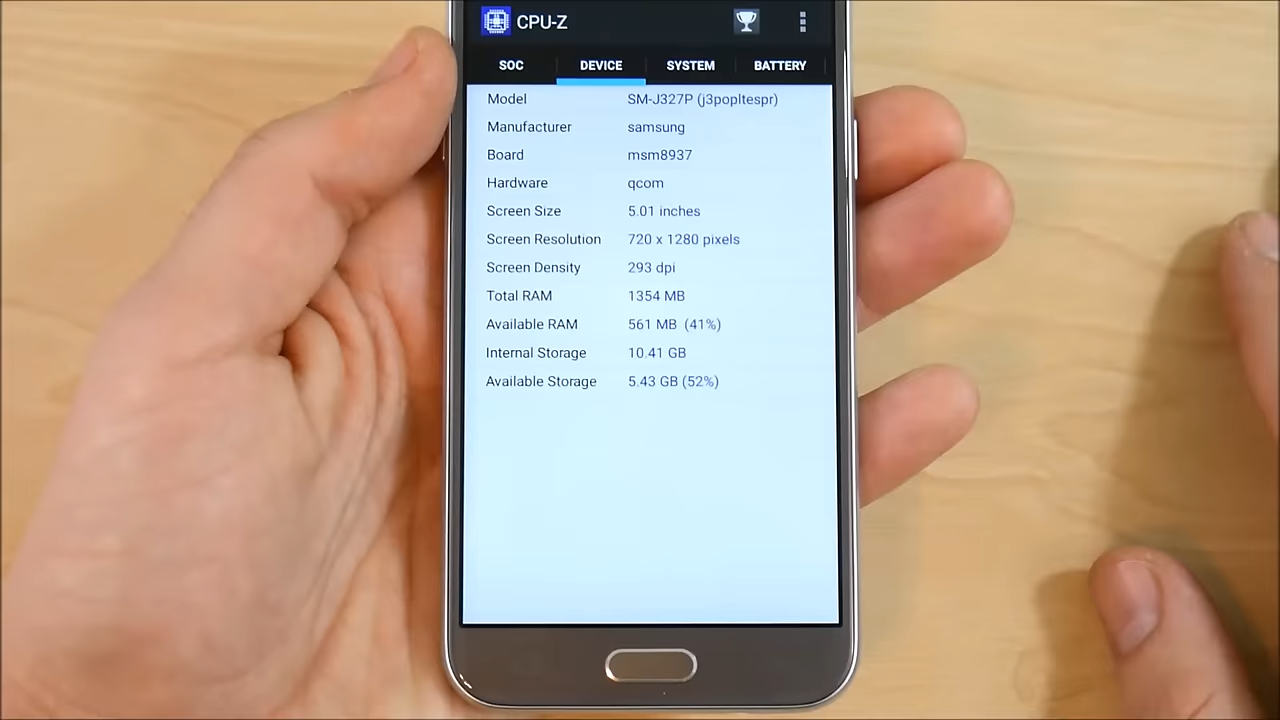 CPU-Z
SOC DEVICE SYSTEM BATTERY
Model SM-J327P (j3popltespr)
Manufacturer samsung
Board msm8937
Hardware qcom
Screen Size 5.01 inches
Screen Resolution 720 x 1280 pixels
Screen Density 293 dpi
Total RAM 1354 MB
Available RAM 561 MB (41%)
Internal Storage 10.41 GB
Available Storage 5.43 GB (52%)